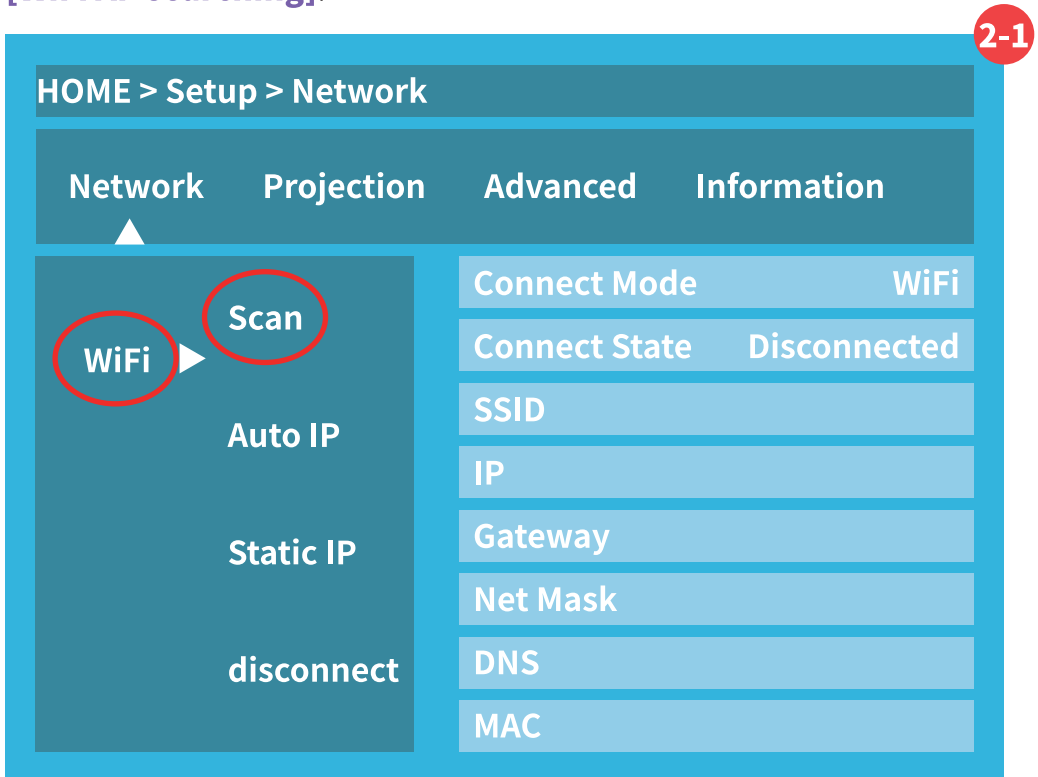 2-1
HOME > Setup > Network
Network Projection Advanced Information
WiFi
Scan
Auto IP
Static IP
disconnect
Connect Mode WiFi
Connect State Disconnected
SSID
IP
Gateway
Net Mask
DNS
MAC